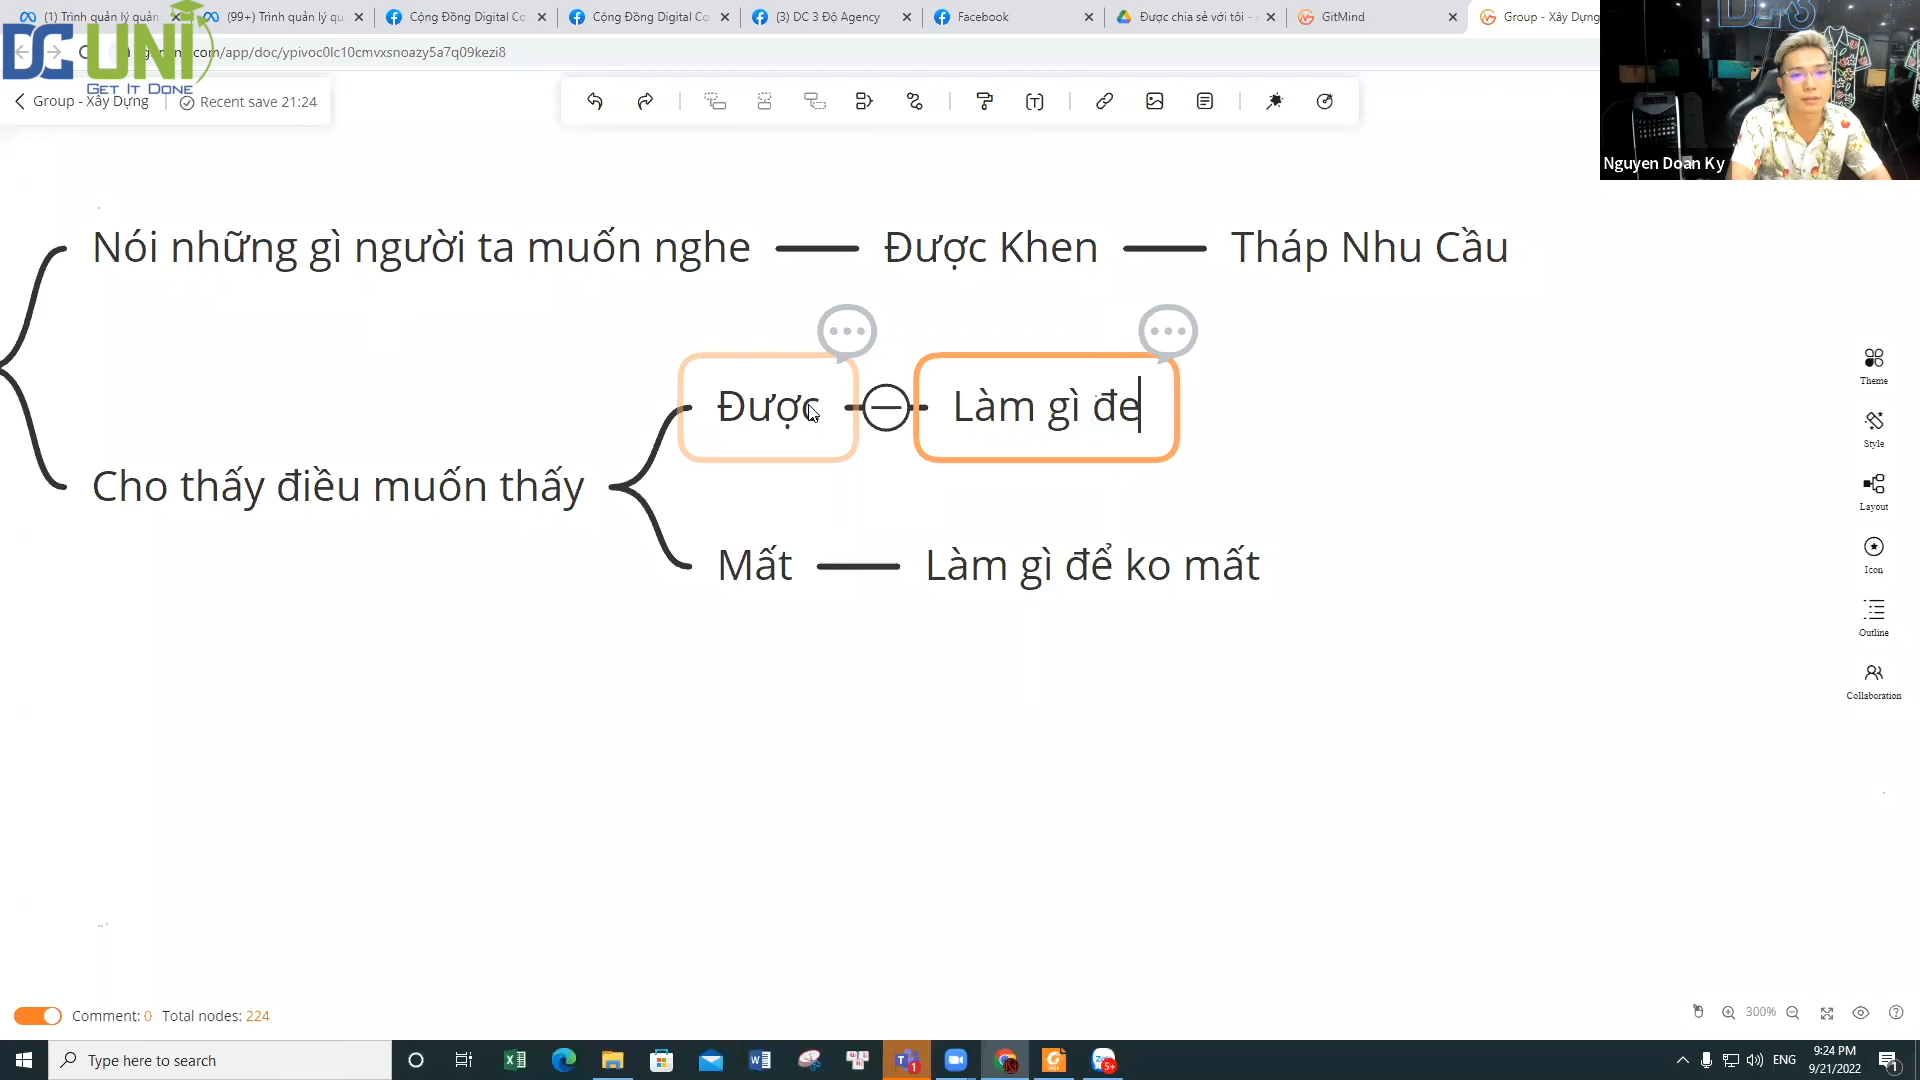 (1) Trình quản lý quản
(99+) Trình quản lý qu
Cộng Đồng Digital Co
Cộng Đồng Digital Co
(3) DC 3 Độ Agency
Facebook
Được chia sẻ với tôi -
GitMind
Group - Xây Dựng
DC UNI
GET IT DONE
com/app/doc/ypivoc0lc10cmvxsnoazy5a7q09kezi8
Group - Xây Dựng
Recent save 21:24
Nguyen Doan Ky
Nói những gì người ta muốn nghe
Được Khen
Tháp Nhu Cầu
Được
Làm gì đe
Cho thấy điều muốn thấy
Mất
Làm gì để ko mất
Theme
Style
Layout
Icon
Outline
Collaboration
Comment: 0 Total nodes: 224
300%
Type here to search
ENG
9:24 PM
9/21/2022